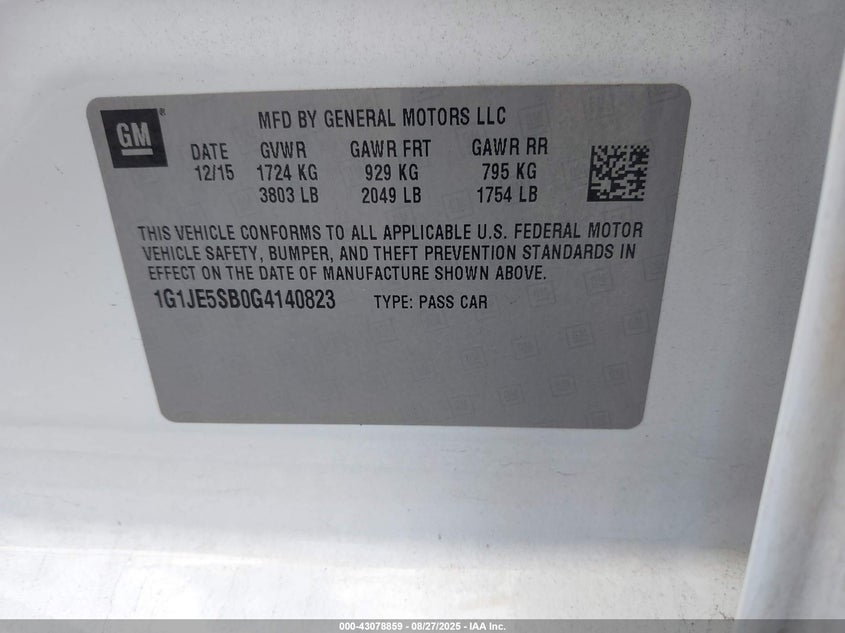 GM
MFD BY GENERAL MOTORS LLC
DATE GVWR GAWR FRT GAWR RR
12/15 1724 KG 929 KG 795 KG
3803 LB 2049 LB 1754 LB
THIS VEHICLE CONFORMS TO ALL APPLICABLE U.S. FEDERAL MOTOR
VEHICLE SAFETY, BUMPER, AND THEFT PREVENTION STANDARDS IN
EFFECT ON THE DATE OF MANUFACTURE SHOWN ABOVE.
1G1JE5SB0G4140823 TYPE: PASS CAR
000-43078859 - 08/27/2025 - IAA Inc.